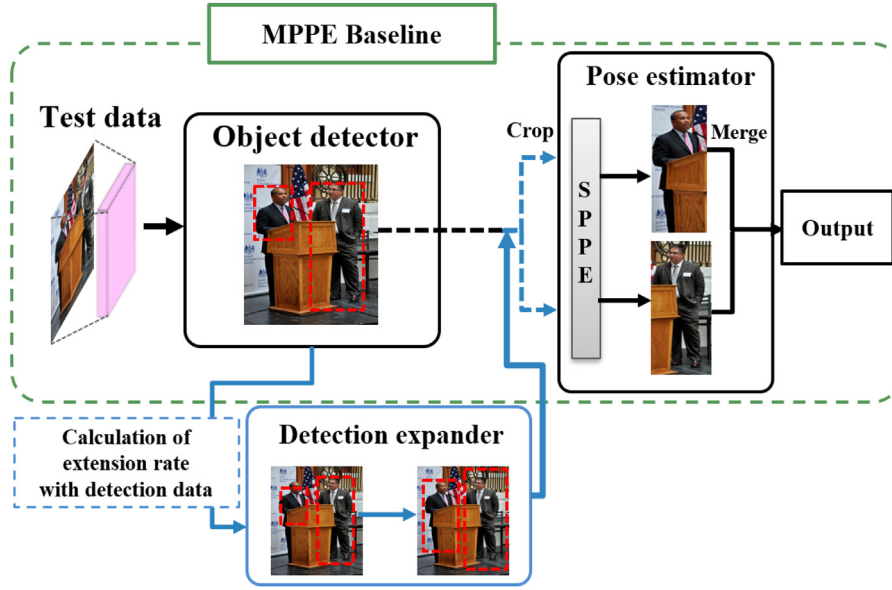 MPPE Baseline
Test data
Object detector
Crop
Pose estimator
S
P
P
E
Merge
Output
Calculation of
extension rate
with detection data
Detection expander